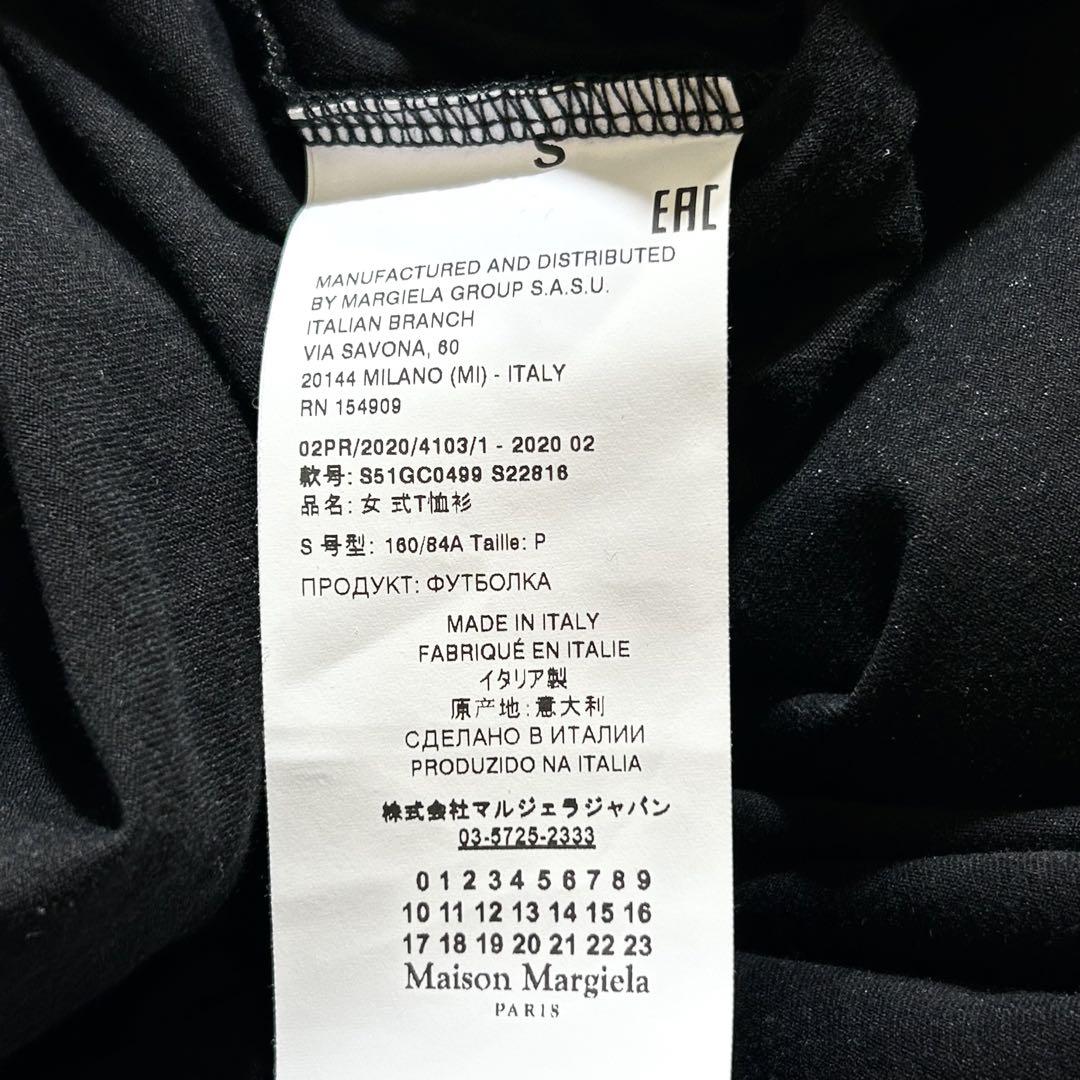 S
EAC
MANUFACTURED AND DISTRIBUTED
BY MARGIELA GROUP S.A.S.U.
ITALIAN BRANCH
VIA SAVONA, 60
20144 MILANO (MI) - ITALY
RN 154909
02PR/2020/4103/1 - 2020 02
款号: S51GC0499 S22816
品名: 女 式T恤衫
S 号型: 160/84A Taille: P
ПРОДУКТ: ФУТБОЛКА
MADE IN ITALY
FABRIQUÉ EN ITALIE
イタリア製
原产地:意大利
СДЕЛАНО В ИТАЛИИ
PRODUZIDO NA ITALIA
株式会社マルジェラジャパン
03-5725-2333
0 1 2 3 4 5 6 7 8 9
10 11 12 13 14 15 16
17 18 19 20 21 22 23
Maison Margiela
PARIS